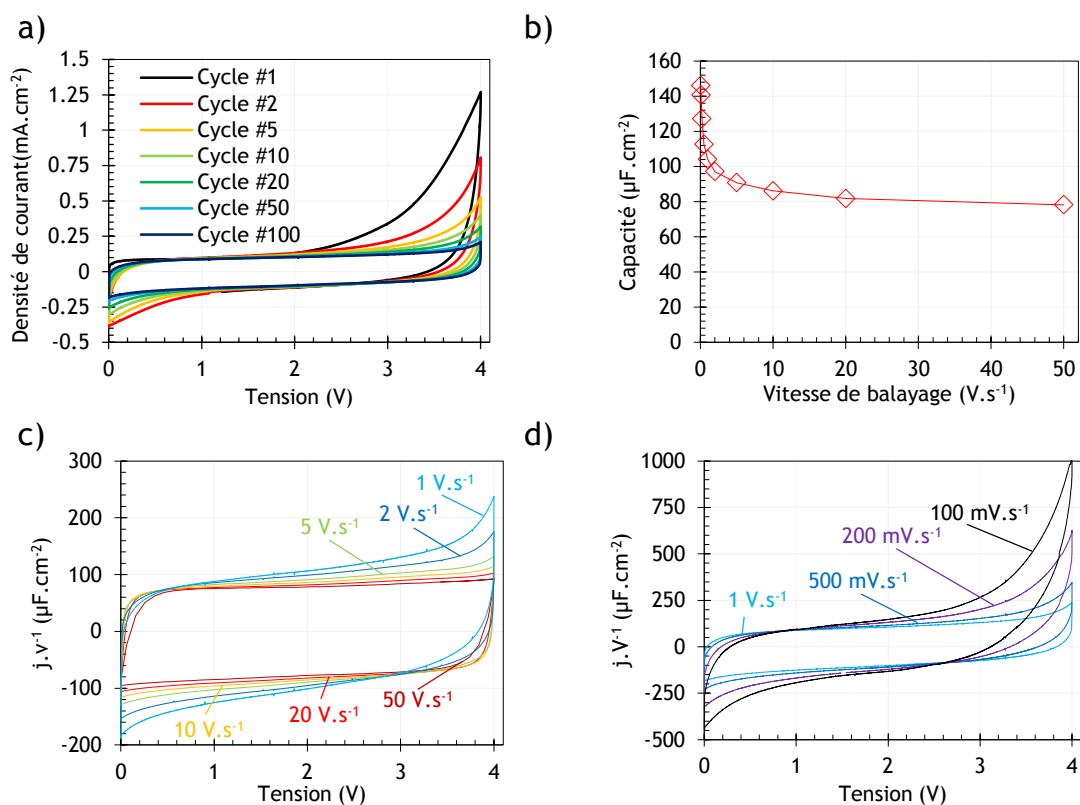 a)
Densité de courant(mA.cm-2)
1.5
1.25
1
0.75
0.5
0.25
0
-0.25
-0.5
Cycle #1
Cycle #2
Cycle #5
Cycle #10
Cycle #20
Cycle #50
Cycle #100
0 1 2 3 4
Tension (V)
b)
Capacité (µF.cm-2)
160
140
120
100
80
60
40
20
0
0 10 20 30 40 50
Vitesse de balayage (V.s-1)
c)
j.v-1 (µF.cm-2)
300
200
100
0
-100
-200
1 V.s-1
2 V.s-1
5 V.s-1
10 V.s-1
20 V.s-1
50 V.s-1
0 1 2 3 4
Tension (V)
d)
j.V-1 (µF.cm-2)
1000
750
500
250
0
-250
-500
100 mV.s-1
200 mV.s-1
500 mV.s-1
1 V.s-1
0 1 2 3 4
Tension (V)